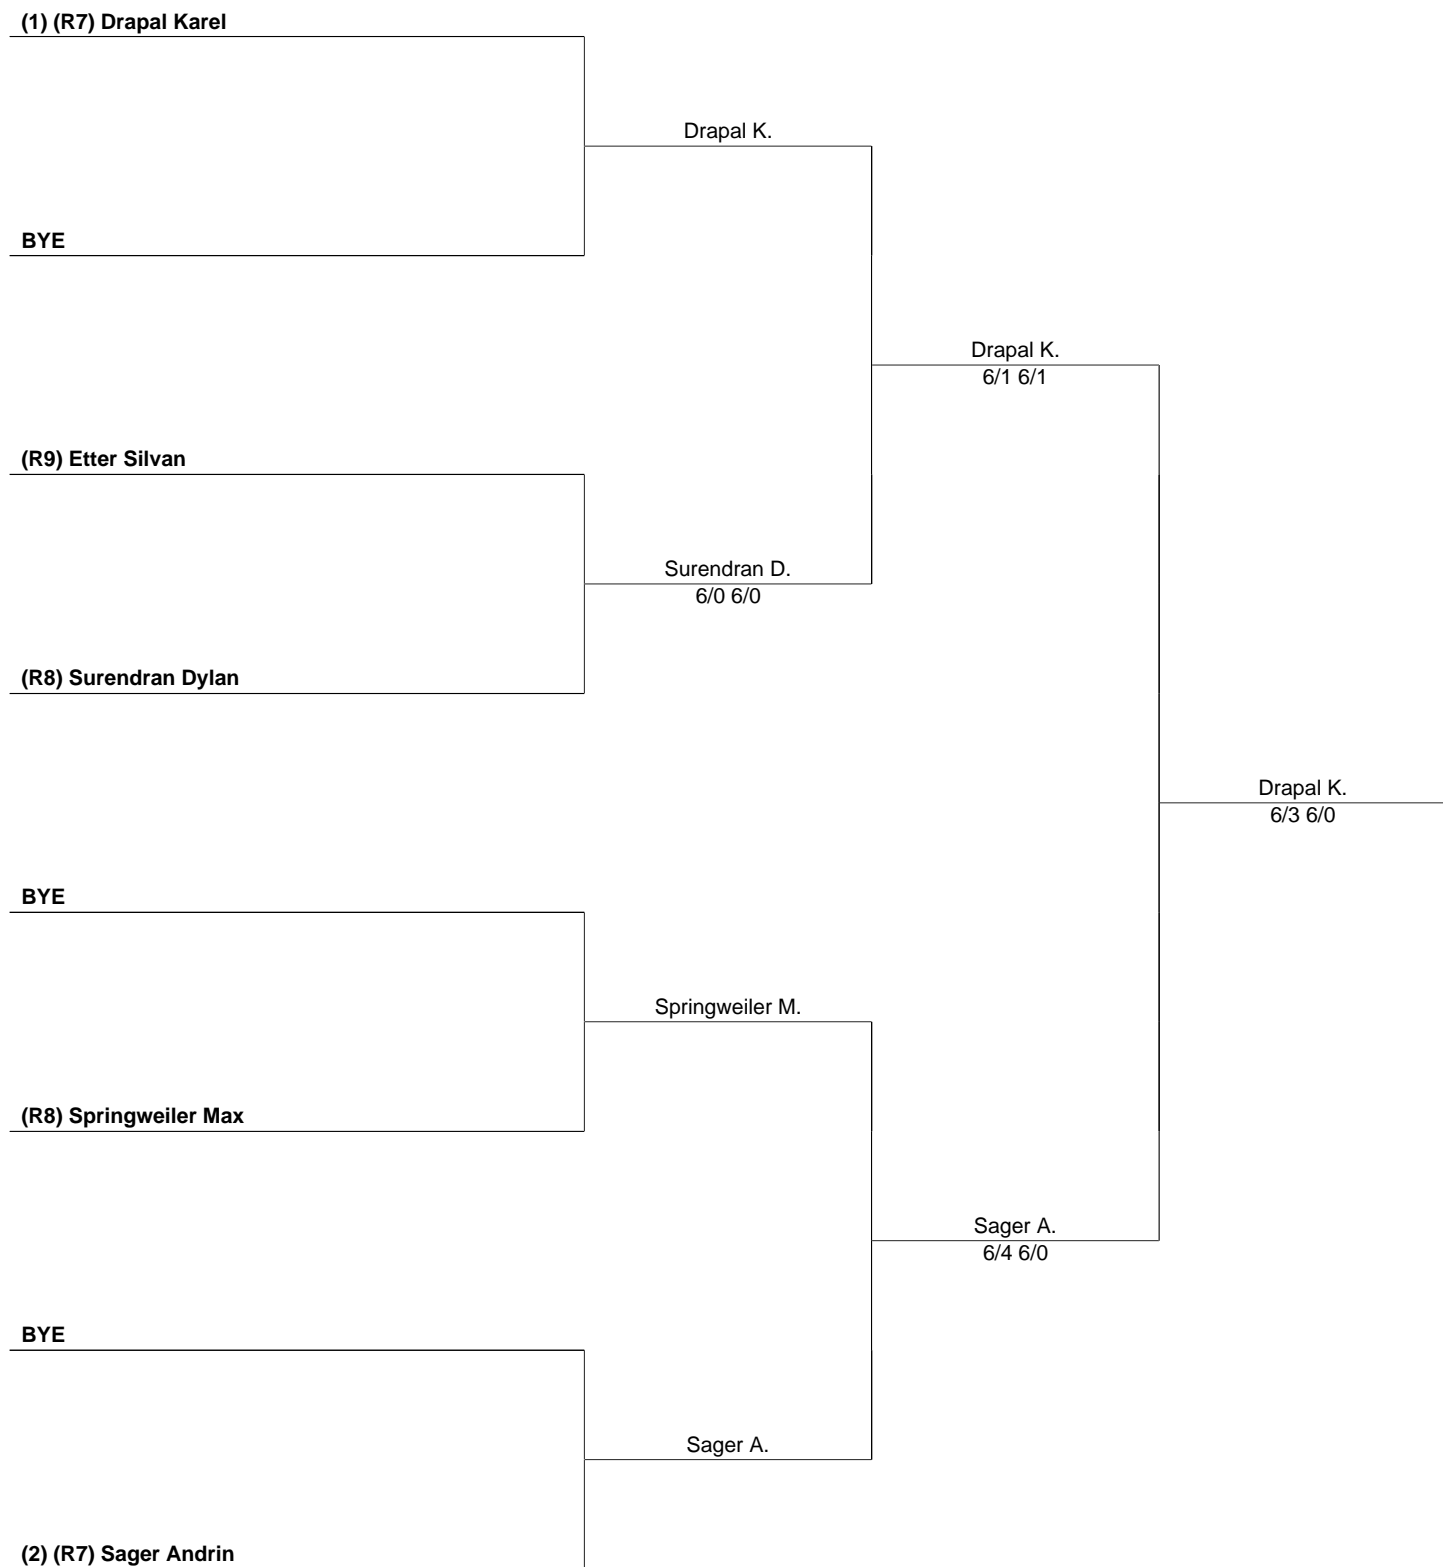 (1) (R7) Drapal Karel
Drapal K.
BYE
Drapal K.
6/1 6/1
(R9) Etter Silvan
Surendran D.
6/0 6/0
(R8) Surendran Dylan
Drapal K.
6/3 6/0
BYE
Springweiler M.
(R8) Springweiler Max
Sager A.
6/4 6/0
BYE
Sager A.
(2) (R7) Sager Andrin